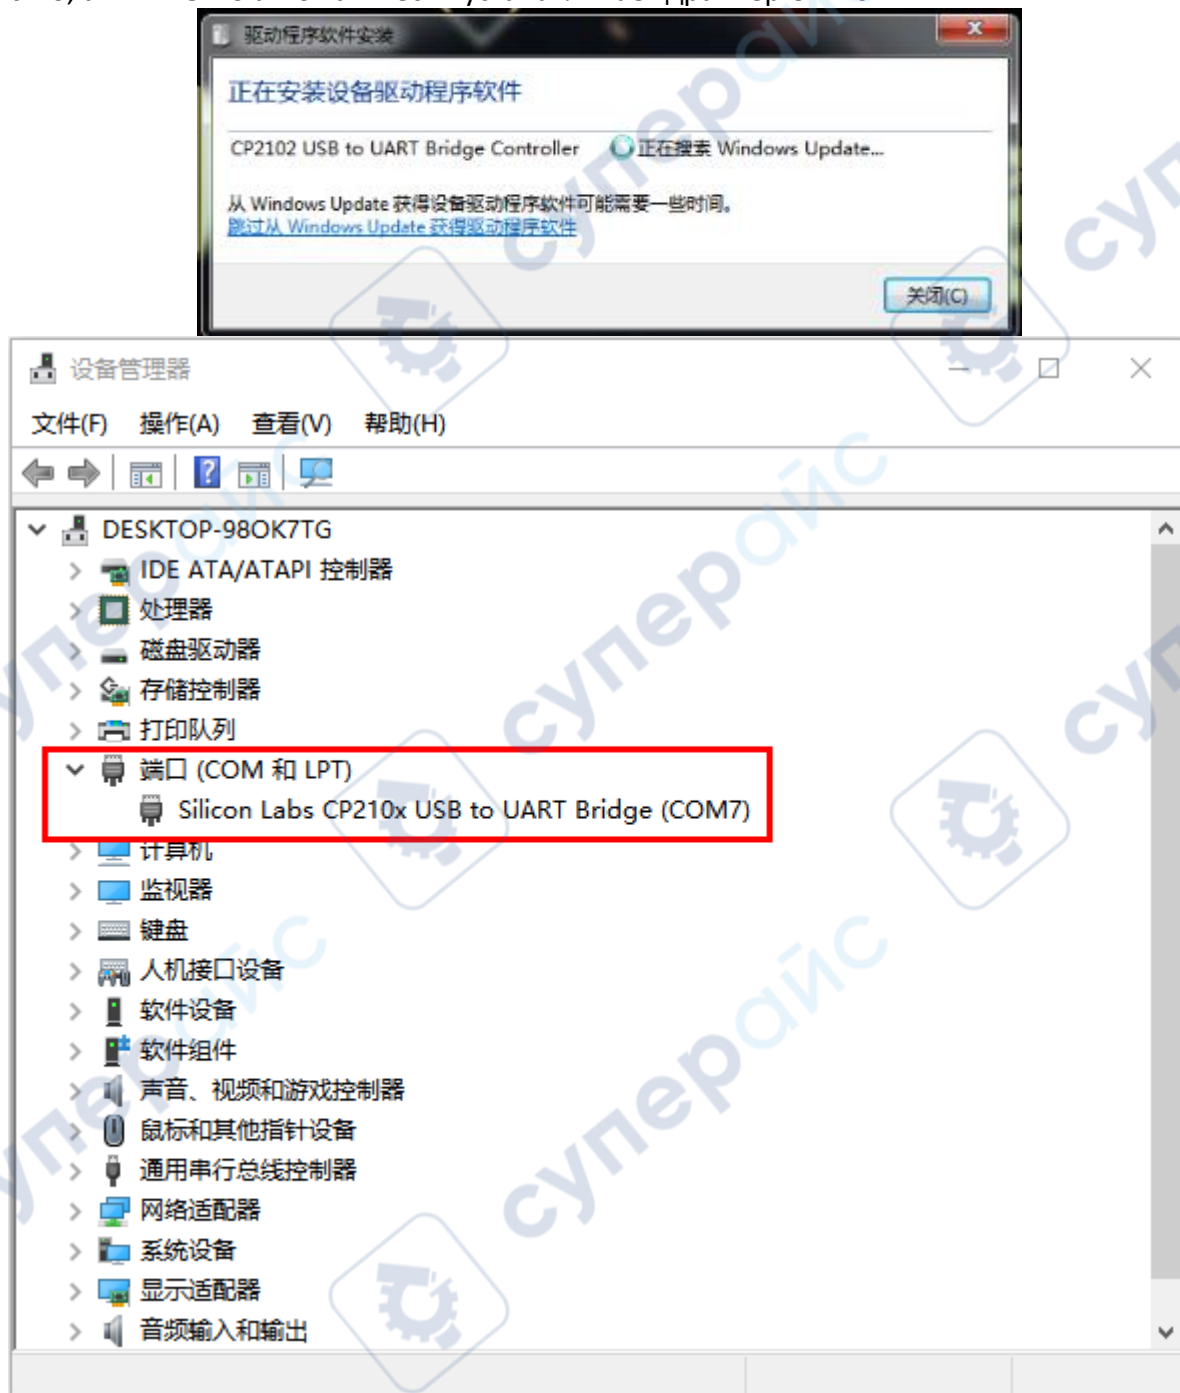 驱动程序软件安装
正在安装设备驱动程序软件
CP2102 USB to UART Bridge Controller 正在搜索 Windows Update...
从 Windows Update 获得设备驱动程序软件可能需要一些时间。
跳过从 Windows Update 获得驱动程序软件
关闭(C)
设备管理器
文件(F) 操作(A) 查看(V) 帮助(H)
DESKTOP-98OK7TG
IDE ATA/ATAPI 控制器
处理器
磁盘驱动器
存储控制器
打印队列
端口 (COM 和 LPT)
Silicon Labs CP210x USB to UART Bridge (COM7)
计算机
监视器
键盘
人机接口设备
软件设备
软件组件
声音、视频和游戏控制器
鼠标和其他指针设备
通用串行总线控制器
网络适配器
系统设备
显示适配器
音频输入和输出
суперайс
суперайс
суперайс
суперайс